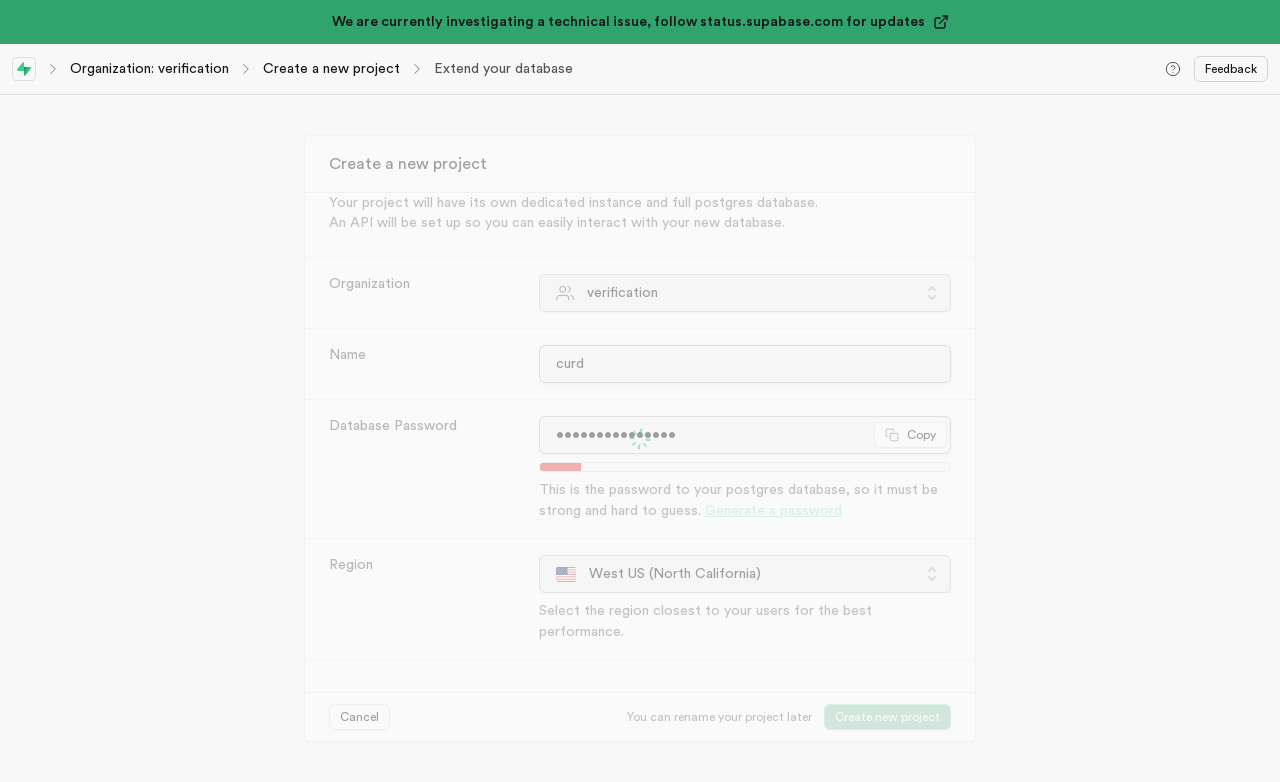 We are currently investigating a technical issue, follow status.supabase.com for updates
Organization: verification
Create a new project
Extend your database
Feedback
Create a new project
Your project will have its own dedicated instance and full postgres database.
An API will be set up so you can easily interact with your new database.
Organization
verification
Name
curd
Database Password
Copy
This is the password to your postgres database, so it must be
strong and hard to guess. Generate a password
Region
West US (North California)
Select the region closest to your users for the best
performance.
Cancel
You can rename your project later
Create new project